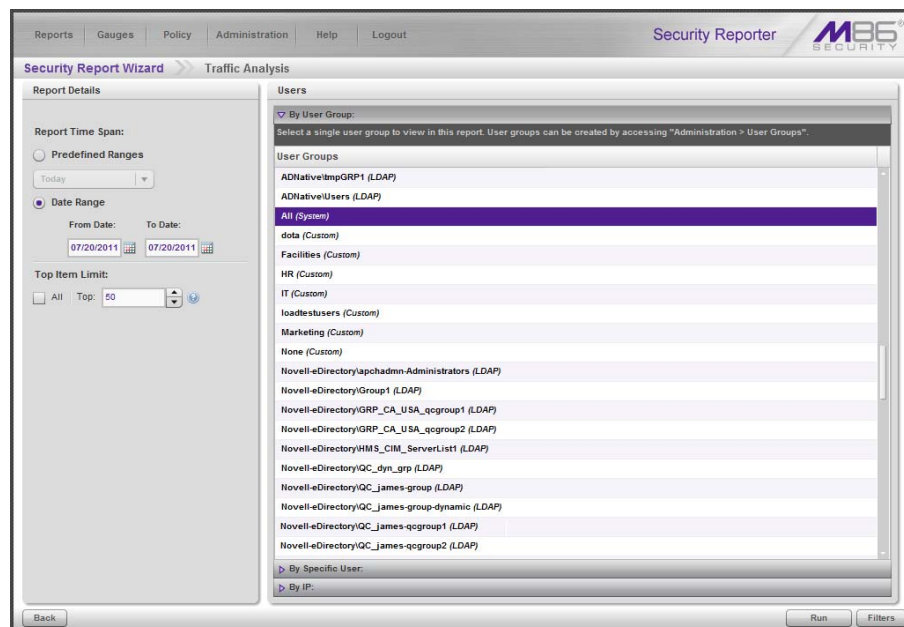 Reports Gauges Policy Administration Help Logout
Security Reporter
M86®
SECURITY
Security Report Wizard Traffic Analysis
Report Details
Report Time Span:
Predefined Ranges
Today
Date Range
From Date: To Date:
07/20/2011 07/20/2011
Top Item Limit:
All Top: 50
Users
By User Group:
Select a single user group to view in this report. User groups can be created by accessing "Administration > User Groups".
User Groups
ADNative\tmpGRP1 (LDAP)
ADNative\Users (LDAP)
All (System)
dota (Custom)
Facilities (Custom)
HR (Custom)
IT (Custom)
loadtestusers (Custom)
Marketing (Custom)
None (Custom)
Novell-eDirectory\apchadmn-Administrators (LDAP)
Novell-eDirectory\Group1 (LDAP)
Novell-eDirectory\GRP_CA_USA_qcgroup1 (LDAP)
Novell-eDirectory\GRP_CA_USA_qcgroup2 (LDAP)
Novell-eDirectory\HMS_CIM_ServerList1 (LDAP)
Novell-eDirectory\QC_dyn_grp (LDAP)
Novell-eDirectory\QC_james-group (LDAP)
Novell-eDirectory\QC_james-group-dynamic (LDAP)
Novell-eDirectory\QC_james-qcgroup1 (LDAP)
Novell-eDirectory\QC_james-qcgroup2 (LDAP)
By Specific User:
By IP:
Back Run Filters